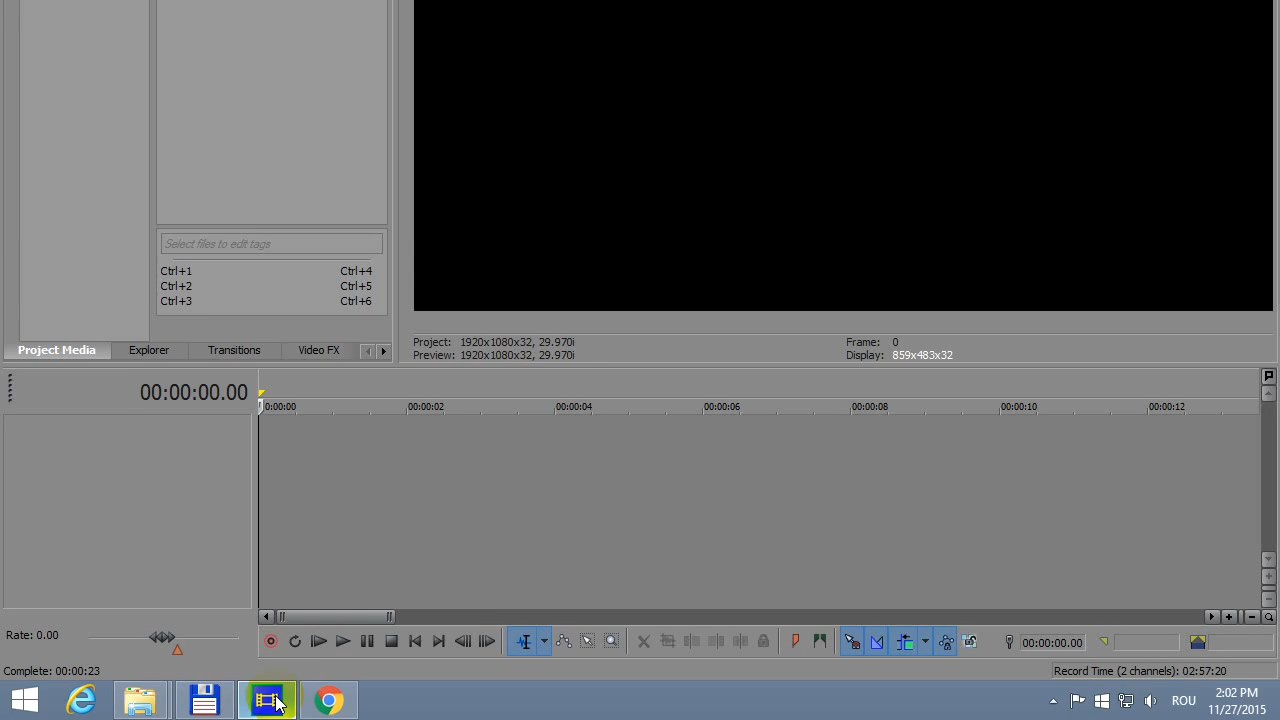 Select files to edit tags
Ctrl+1 Ctrl+4
Ctrl+2 Ctrl+5
Ctrl+3 Ctrl+6
Project Media Explorer Transitions Video FX
Project: 1920x1080x32, 29.970i Frame: 0
Preview: 1920x1080x32, 29.970i Display: 859x483x32
00:00:00.00
0:00:00 00:00:02 00:00:04 00:00:06 00:00:08 00:00:10 00:00:12
Rate: 0.00
00:00:00.00
Complete: 00:00:23 Record Time (2 channels): 02:57:20
ROU
2:02 PM
11/27/2015